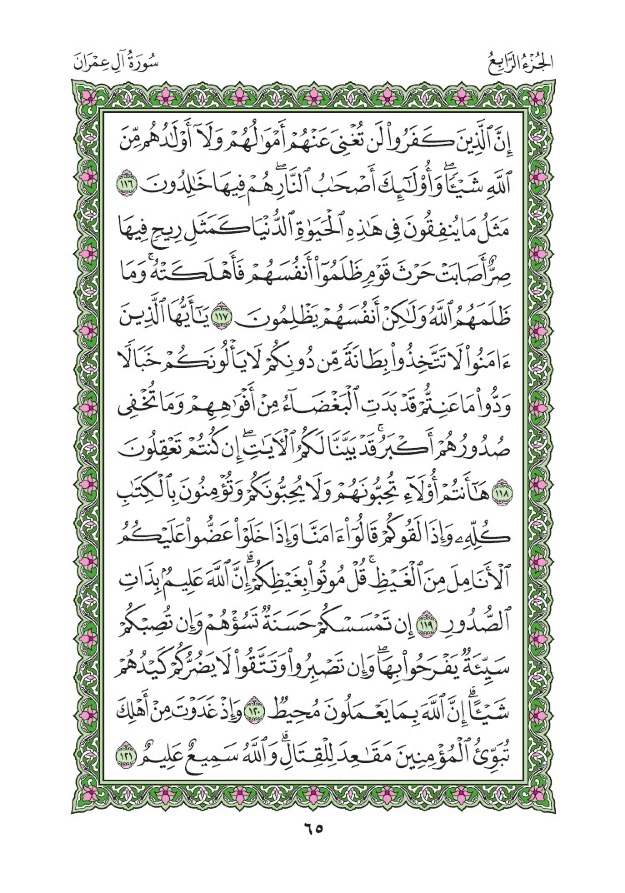 الجُزْءُ الرَّابِعُ
سُورَةُ آلِ عِمْرَانَ
إِنَّ ٱلَّذِينَ كَفَرُواْ لَن تُغْنِىَ عَنْهُمْ أَمْوَٰلُهُمْ وَلَآ أَوْلَٰدُهُم مِّنَ
ٱللَّهِ شَيْـًٔا ۖ وَأُوْلَٰٓئِكَ أَصْحَٰبُ ٱلنَّارِ ۚ هُمْ فِيهَا خَٰلِدُونَ ١١٦
مَثَلُ مَا يُنفِقُونَ فِى هَٰذِهِ ٱلْحَيَوٰةِ ٱلدُّنْيَا كَمَثَلِ رِيحٍ فِيهَا
صِرٌّ أَصَابَتْ حَرْثَ قَوْمٍ ظَلَمُوٓاْ أَنفُسَهُمْ فَأَهْلَكَتْهُ ۚ وَمَا
ظَلَمَهُمُ ٱللَّهُ وَلَٰكِنْ أَنفُسَهُمْ يَظْلِمُونَ ١١٧ يَٰٓأَيُّهَا ٱلَّذِينَ
ءَامَنُواْ لَا تَتَّخِذُواْ بِطَانَةً مِّن دُونِكُمْ لَا يَأْلُونَكُمْ خَبَالًا
وَدُّواْ مَا عَنِتُّمْ قَدْ بَدَتِ ٱلْبَغْضَآءُ مِنْ أَفْوَٰهِهِمْ وَمَا تُخْفِى
صُدُورُهُمْ أَكْبَرُ ۚ قَدْ بَيَّنَّا لَكُمُ ٱلْءَايَٰتِ ۖ إِن كُنتُمْ تَعْقِلُونَ
١١٨ هَٰٓأَنتُمْ أُوْلَآءِ تُحِبُّونَهُمْ وَلَا يُحِبُّونَكُمْ وَتُؤْمِنُونَ بِٱلْكِتَٰبِ
كُلِّهِۦ وَإِذَا لَقُوكُمْ قَالُوٓاْ ءَامَنَّا وَإِذَا خَلَوْاْ عَضُّواْ عَلَيْكُمُ
ٱلْأَنَامِلَ مِنَ ٱلْغَيْظِ ۚ قُلْ مُوتُواْ بِغَيْظِكُمْ ۗ إِنَّ ٱللَّهَ عَلِيمٌۢ بِذَاتِ
ٱلصُّدُورِ ١١٩ إِن تَمْسَسْكُمْ حَسَنَةٌ تَسُؤْهُمْ وَإِن تُصِبْكُمْ
سَيِّئَةٌ يَفْرَحُواْ بِهَا ۖ وَإِن تَصْبِرُواْ وَتَتَّقُواْ لَا يَضُرُّكُمْ كَيْدُهُمْ
شَيْـًٔا ۗ إِنَّ ٱللَّهَ بِمَا يَعْمَلُونَ مُحِيطٌ ١٢٠ وَإِذْ غَدَوْتَ مِنْ أَهْلِكَ
تُبَوِّئُ ٱلْمُؤْمِنِينَ مَقَٰعِدَ لِلْقِتَالِ ۗ وَٱللَّهُ سَمِيعٌ عَلِيمٌ ١٢١
٦٥